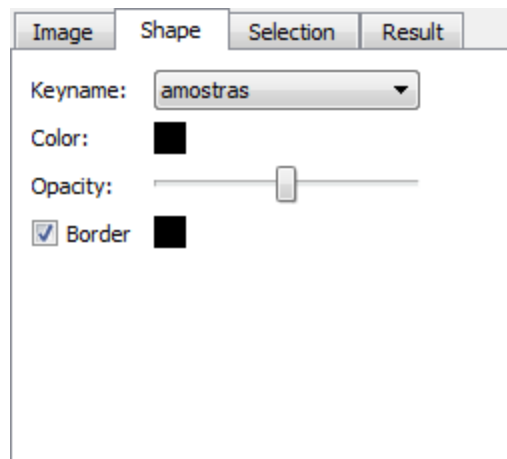 Image Shape Selection Result
Keyname: amostras
Color:
Opacity:
Border